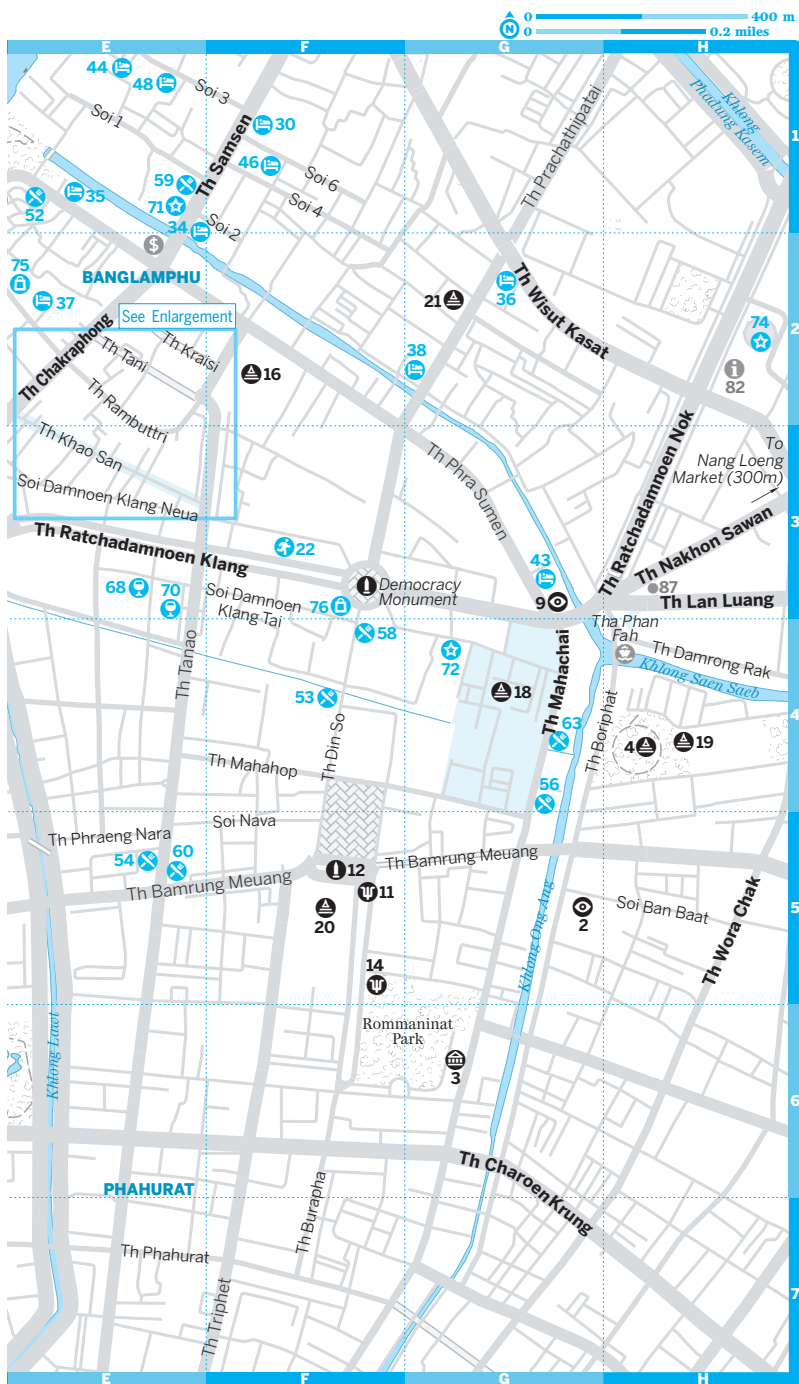 0 400 m
N 0 0.2 miles
E F G H
44
48
Soi 3
Soi 1
30
Th Samsen
46
Soi 6
Soi 4
59
71
35
52
34
Soi 2
$
Th Prachathipatai
Khlong
Phadung Kasem
1
75
BANGLAMPHU
37
See Enlargement
Th Chakraphong
Th Tani
Th Kraisi
16
Th Rambuttri
21
36
Th Wisut Kasat
38
74
82
2
Th Khao San
Soi Damnoen Klang Neua
Th Phra Sumen
Th Ratchadamnoen Nok
To
Nang Loeng
Market (300m)
Th Nakhon Sawan
3
Th Ratchadamnoen Klang
22
68
70
Soi Damnoen
Klang Tai
76
Democracy
Monument
58
43
9
87
Th Lan Luang
Tha Phan
Fah
Th Damrong Rak
Khlong Saen Saeb
Th Tanao
72
53
18
Th Mahachai
63
Th Boriphat
4
19
4
Th Din So
Th Mahahop
56
Soi Nava
Th Phraeng Nara
54
60
Th Bamrung Meuang
12
Th Bamrung Meuang
11
20
2
Soi Ban Baat
Th Wora Chak
5
Khlong Ong Ang
14
Rommaninat
Park
3
Khlong Lawt
6
Th Charoen Krung
PHAHURAT
Th Burapha
Th Phahurat
Th Triphet
7
E F G H